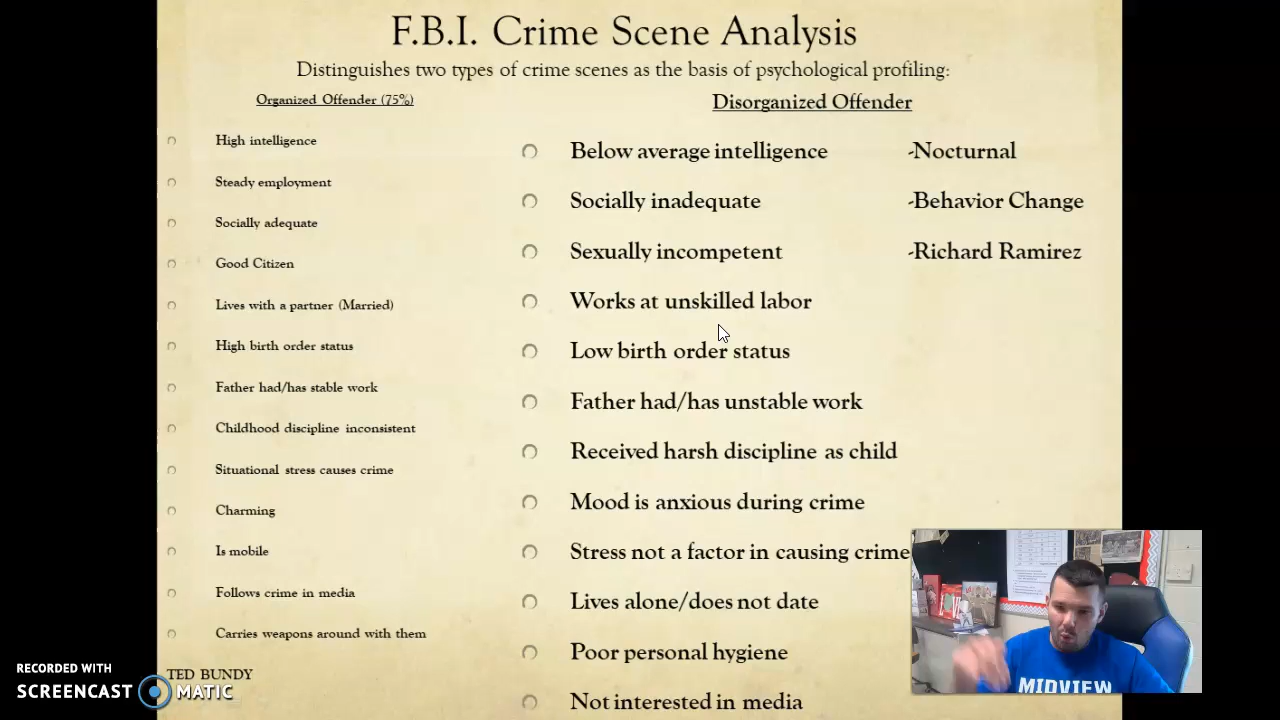 F.B.I. Crime Scene Analysis
Distinguishes two types of crime scenes as the basis of psychological profiling:
Organized Offender (75%)
High intelligence
Steady employment
Socially adequate
Good Citizen
Lives with a partner (Married)
High birth order status
Father had/has stable work
Childhood discipline inconsistent
Situational stress causes crime
Charming
Is mobile
Follows crime in media
Carries weapons around with them
TED BUNDY
Disorganized Offender
Below average intelligence
Socially inadequate
Sexually incompetent
Works at unskilled labor
Low birth order status
Father had/has unstable work
Received harsh discipline as child
Mood is anxious during crime
Stress not a factor in causing crime
Lives alone/does not date
Poor personal hygiene
Not interested in media
-Nocturnal
-Behavior Change
-Richard Ramirez
MIDVIEW
RECORDED WITH
SCREENCAST MATIC